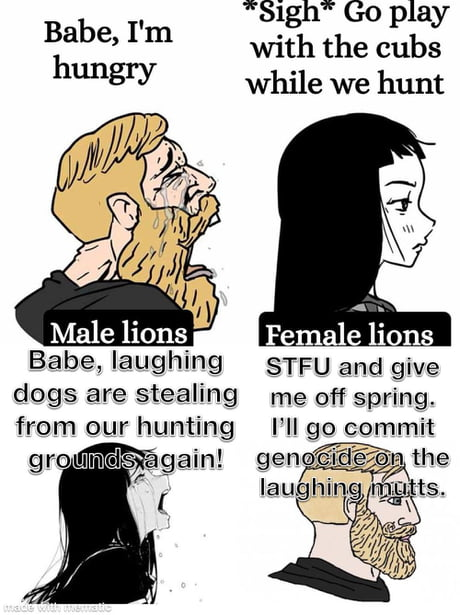 Babe, I'm
hungry
*Sigh* Go play
with the cubs
while we hunt
Male lions
Female lions
Babe, laughing
dogs are stealing
from our hunting
grounds again!
STFU and give
me off spring.
I'll go commit
genocide on the
laughing mutts.
made with mematic